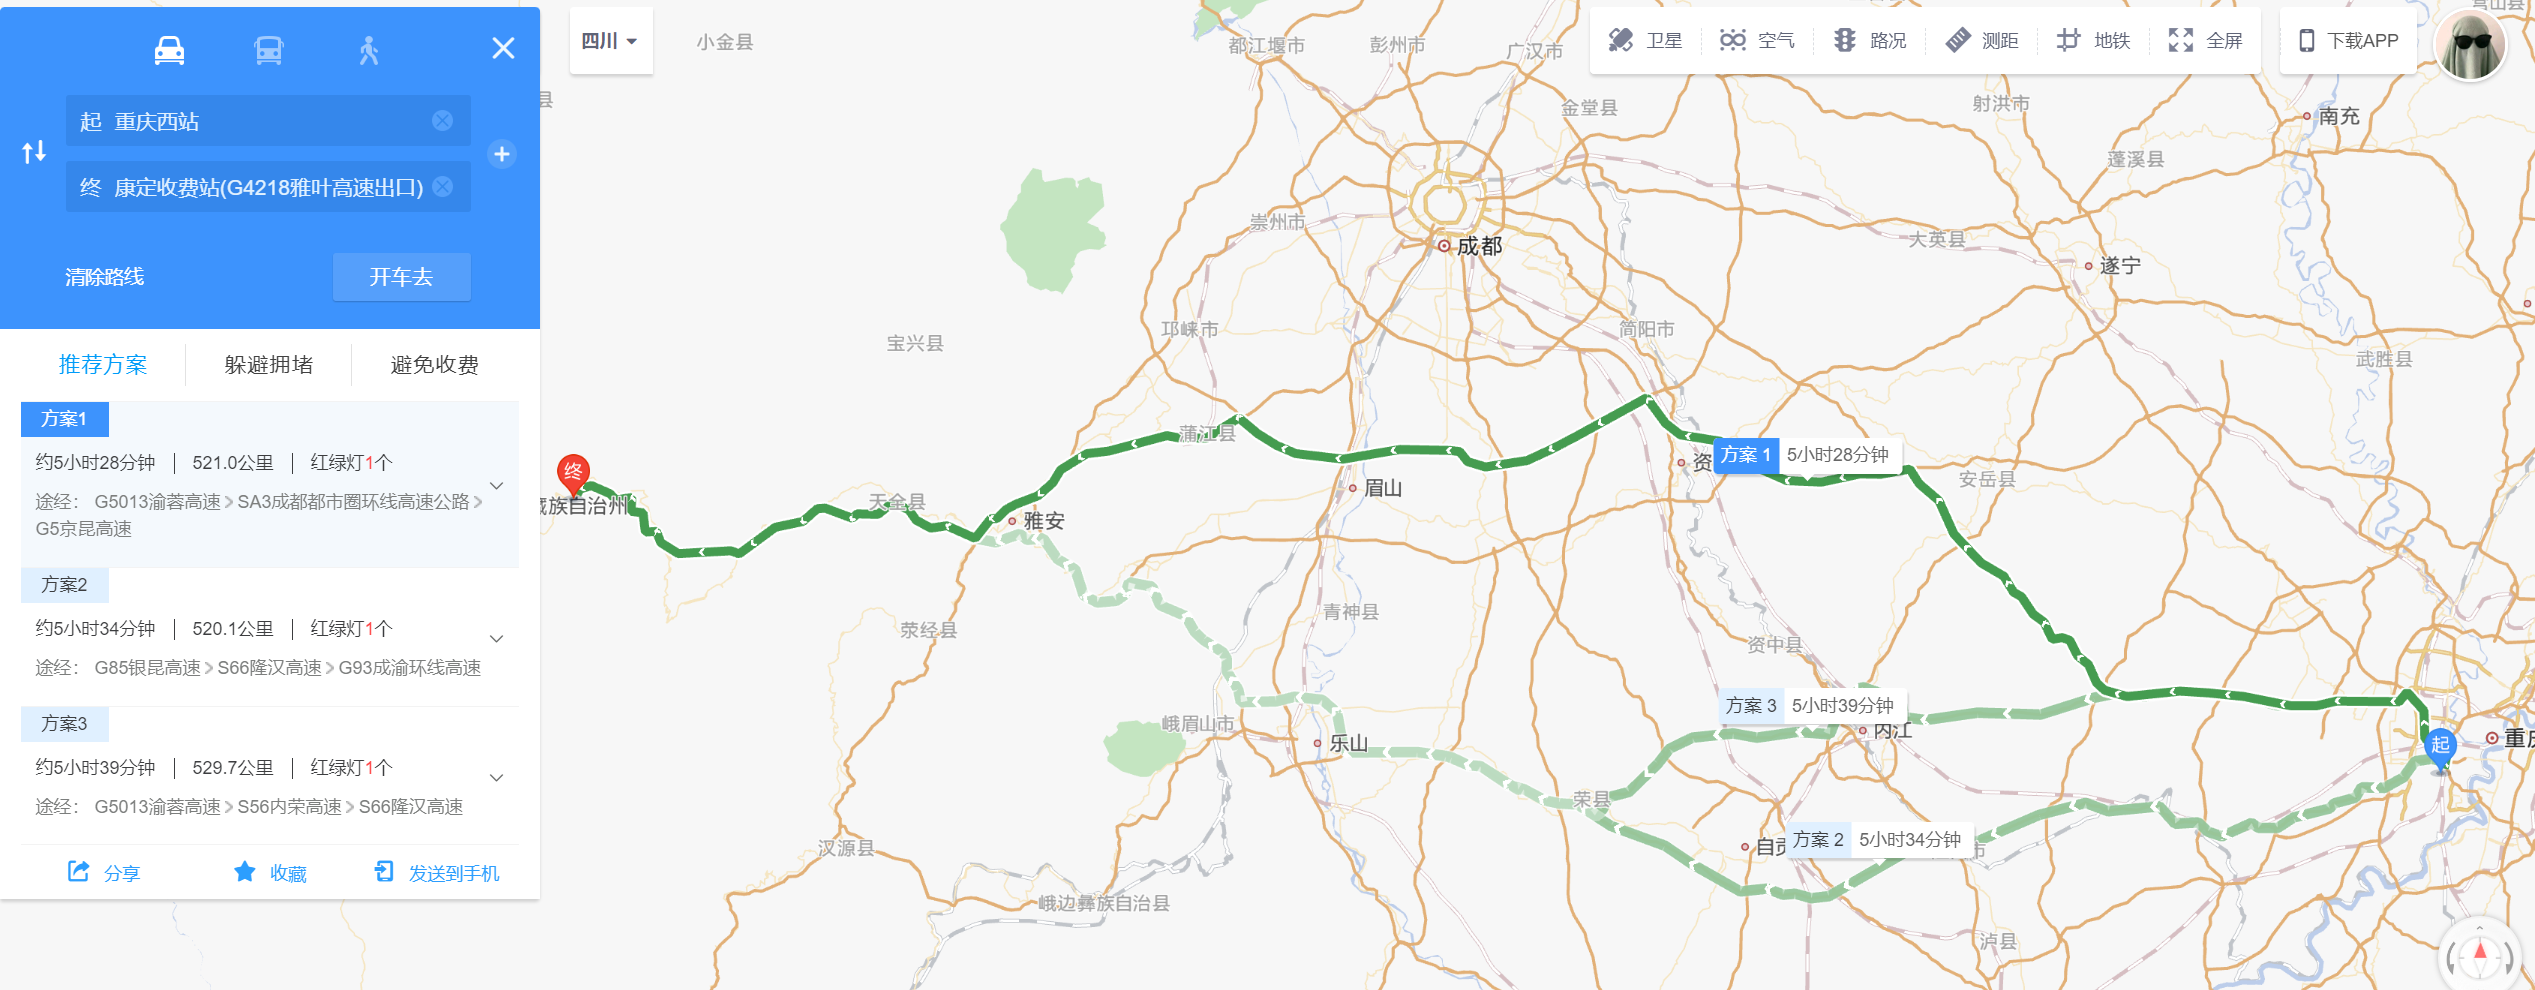 起 重庆西站
终 康定收费站(G4218雅叶高速出口)
清除路线
开车去
推荐方案
躲避拥堵
避免收费
方案1
约5小时28分钟 521.0公里 红绿灯1个
途经: G5013渝蓉高速 SA3成都都市圈环线高速公路
G5京昆高速
方案2
约5小时34分钟 520.1公里 红绿灯1个
途经: G85银昆高速 S66隆汉高速 G93成渝环线高速
方案3
约5小时39分钟 529.7公里 红绿灯1个
途经: G5013渝蓉高速 S56内荣高速 S66隆汉高速
分享
收藏
发送到手机
四川
卫星
空气
路况
测距
地铁
全屏
下载APP
小金县
都江堰市
彭州市
广汉市
金堂县
射洪市
南充
蓬溪县
崇州市
成都
大英县
遂宁
邛崃市
简阳市
宝兴县
武胜县
蒲江县
方案 1 5小时28分钟
资
安岳县
终
藏族自治州
天全县
雅安
眉山
荥经县
青神县
资中县
方案 3 5小时39分钟
峨眉山市
乐山
内江
起
重庆
荣县
汉源县
自贡
方案 2 5小时34分钟
市
峨边彝族自治县
泸县
县